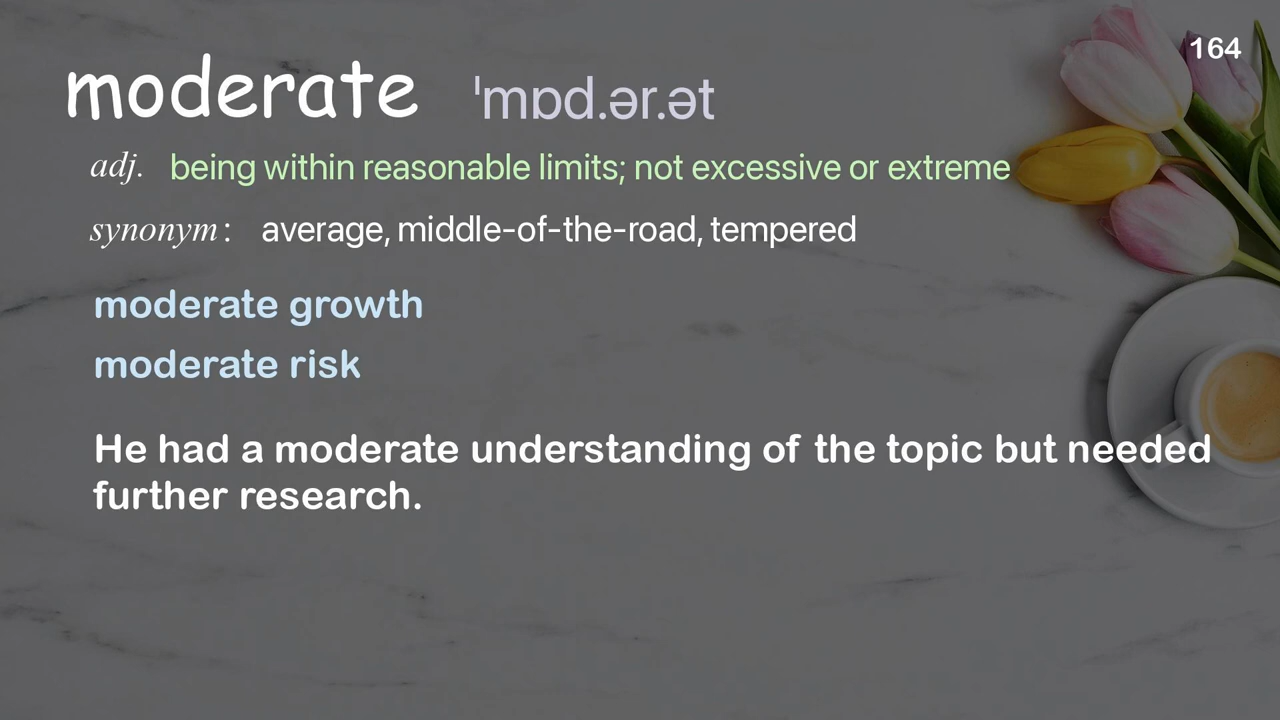 164
moderate ˈmɒd.ər.ət
adj. being within reasonable limits; not excessive or extreme
synonym: average, middle-of-the-road, tempered
moderate growth
moderate risk
He had a moderate understanding of the topic but needed
further research.